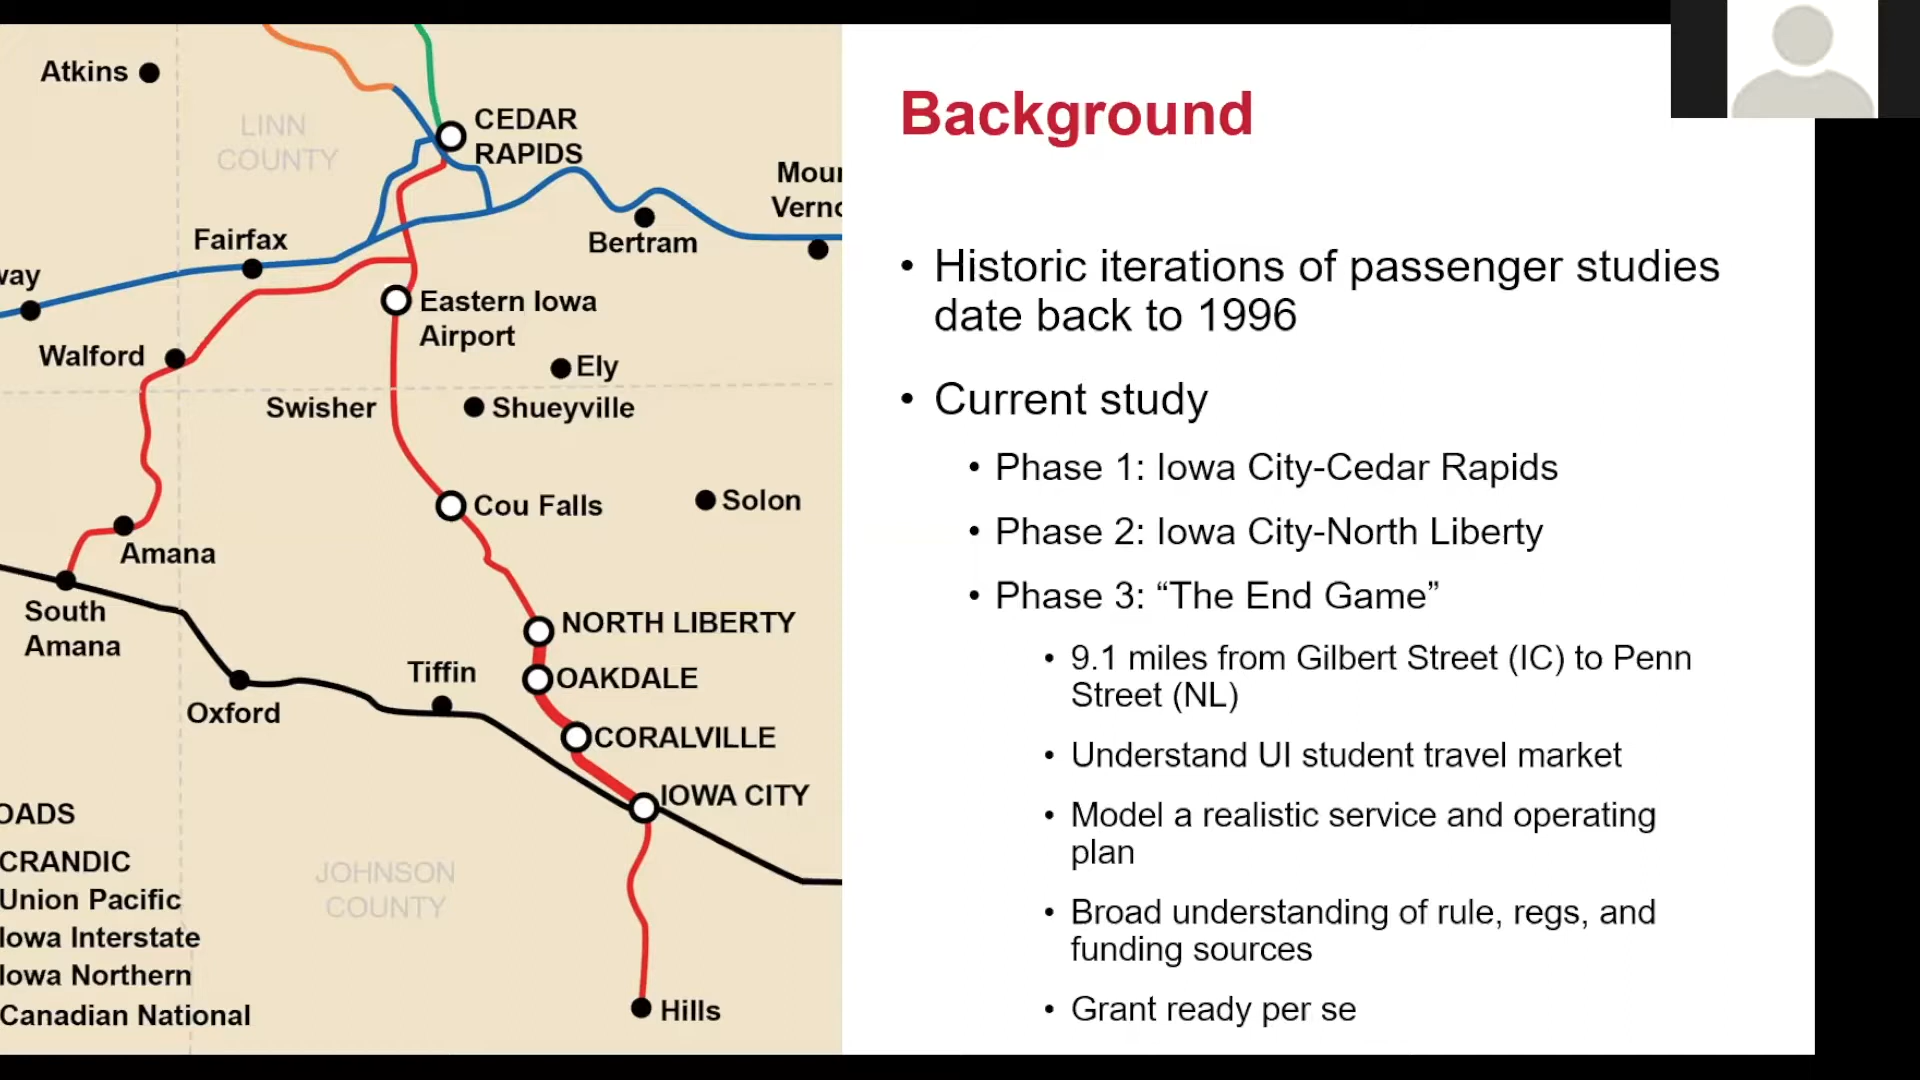 Atkins
LINN
COUNTY
CEDAR
RAPIDS
Mour
Verno
Fairfax
Bertram
way
Eastern Iowa
Airport
Walford
Ely
Swisher
Shueyville
Cou Falls
Solon
Amana
South
Amana
NORTH LIBERTY
Tiffin
OAKDALE
Oxford
CORALVILLE
IOWA CITY
OADS
CRANDIC
JOHNSON
COUNTY
Union Pacific
Iowa Interstate
Iowa Northern
Canadian National
Hills
Background
• Historic iterations of passenger studies
date back to 1996
• Current study
• Phase 1: Iowa City-Cedar Rapids
• Phase 2: Iowa City-North Liberty
• Phase 3: “The End Game”
• 9.1 miles from Gilbert Street (IC) to Penn
Street (NL)
• Understand UI student travel market
• Model a realistic service and operating
plan
• Broad understanding of rule, regs, and
funding sources
• Grant ready per se